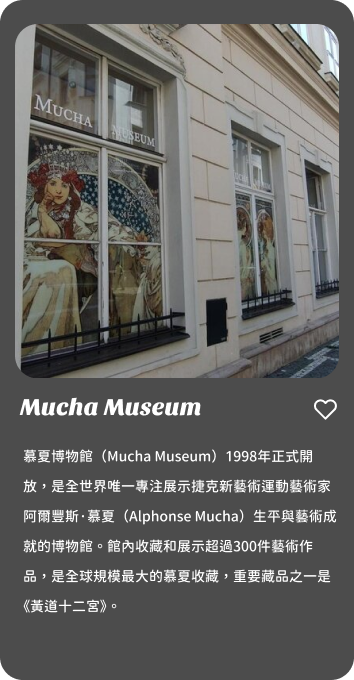 MUCHA
MUSEUM
Mucha Museum
慕夏博物館（Mucha Museum）1998年正式開
放，是全世界唯一專注展示捷克新藝術運動藝術家
阿爾豐斯·慕夏（Alphonse Mucha）生平與藝術成
就的博物館。館內收藏和展示超過300件藝術作
品，是全球規模最大的慕夏收藏，重要藏品之一是
《黃道十二宮》。